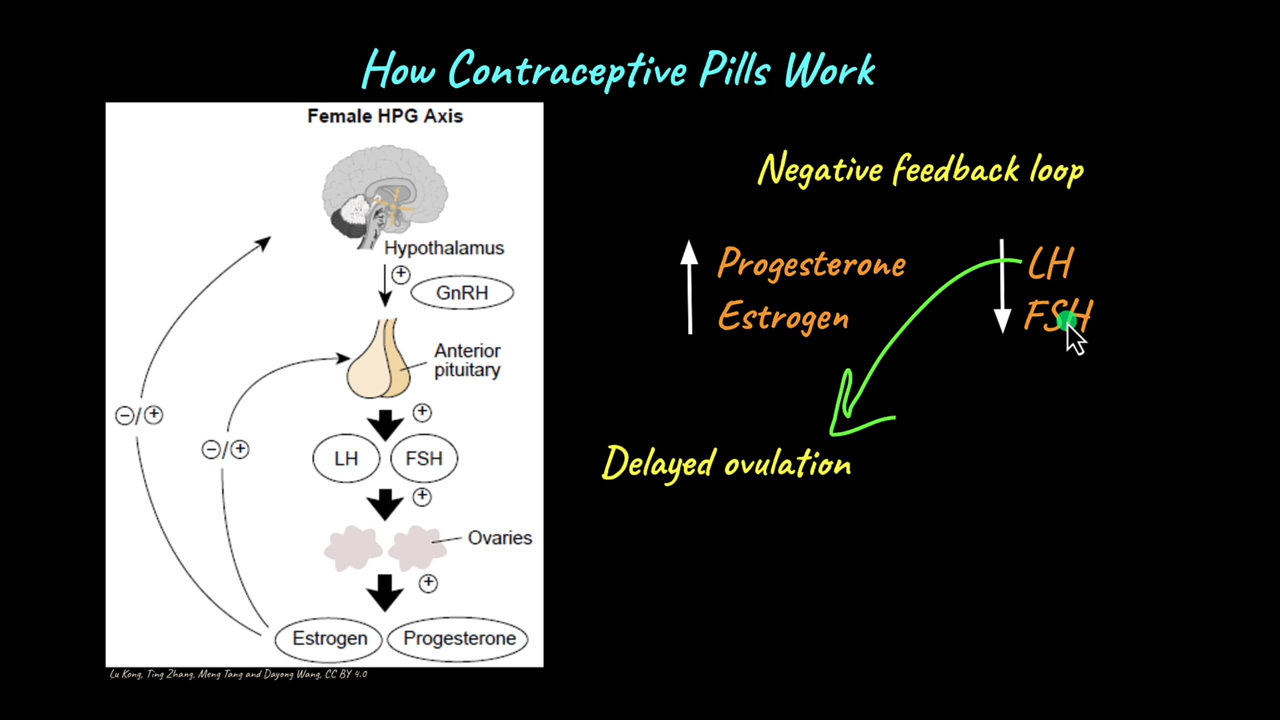 How Contraceptive Pills Work
Female HPG Axis
Hypothalamus
+
GnRH
Anterior
pituitary
+
−/+
−/+
LH
FSH
+
Ovaries
+
Estrogen
Progesterone
Lu Kong, Ting Zhang, Meng Tang and Dayong Wang, CC BY 4.0
Negative feedback loop
Progesterone
Estrogen
LH
FSH
Delayed ovulation